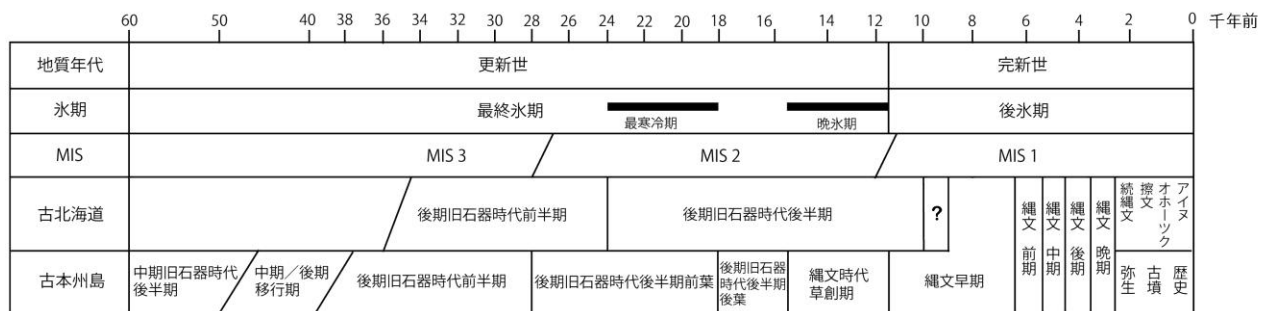 60 50 40 38 36 34 32 30 28 26 24 22 20 18 16 14 12 10 8 6 4 2 0 千年前
地質年代 更新世 完新世
氷期 最終氷期 最寒冷期 晩氷期 後氷期
MIS MIS 3 MIS 2 MIS 1
古北海道 後期旧石器時代前半期 後期旧石器時代後半期 ?
縄文 前期
縄文 中期
縄文 後期
縄文 晩期
続縄文
擦文
オホーツク
アイヌ
古本州島
中期旧石器時代
後半期
中期/後期
移行期
後期旧石器時代前半期
後期旧石器時代後半期前葉
後期旧石器
時代後半期
後葉
縄文時代
草創期
縄文早期
弥生
古墳
歴史